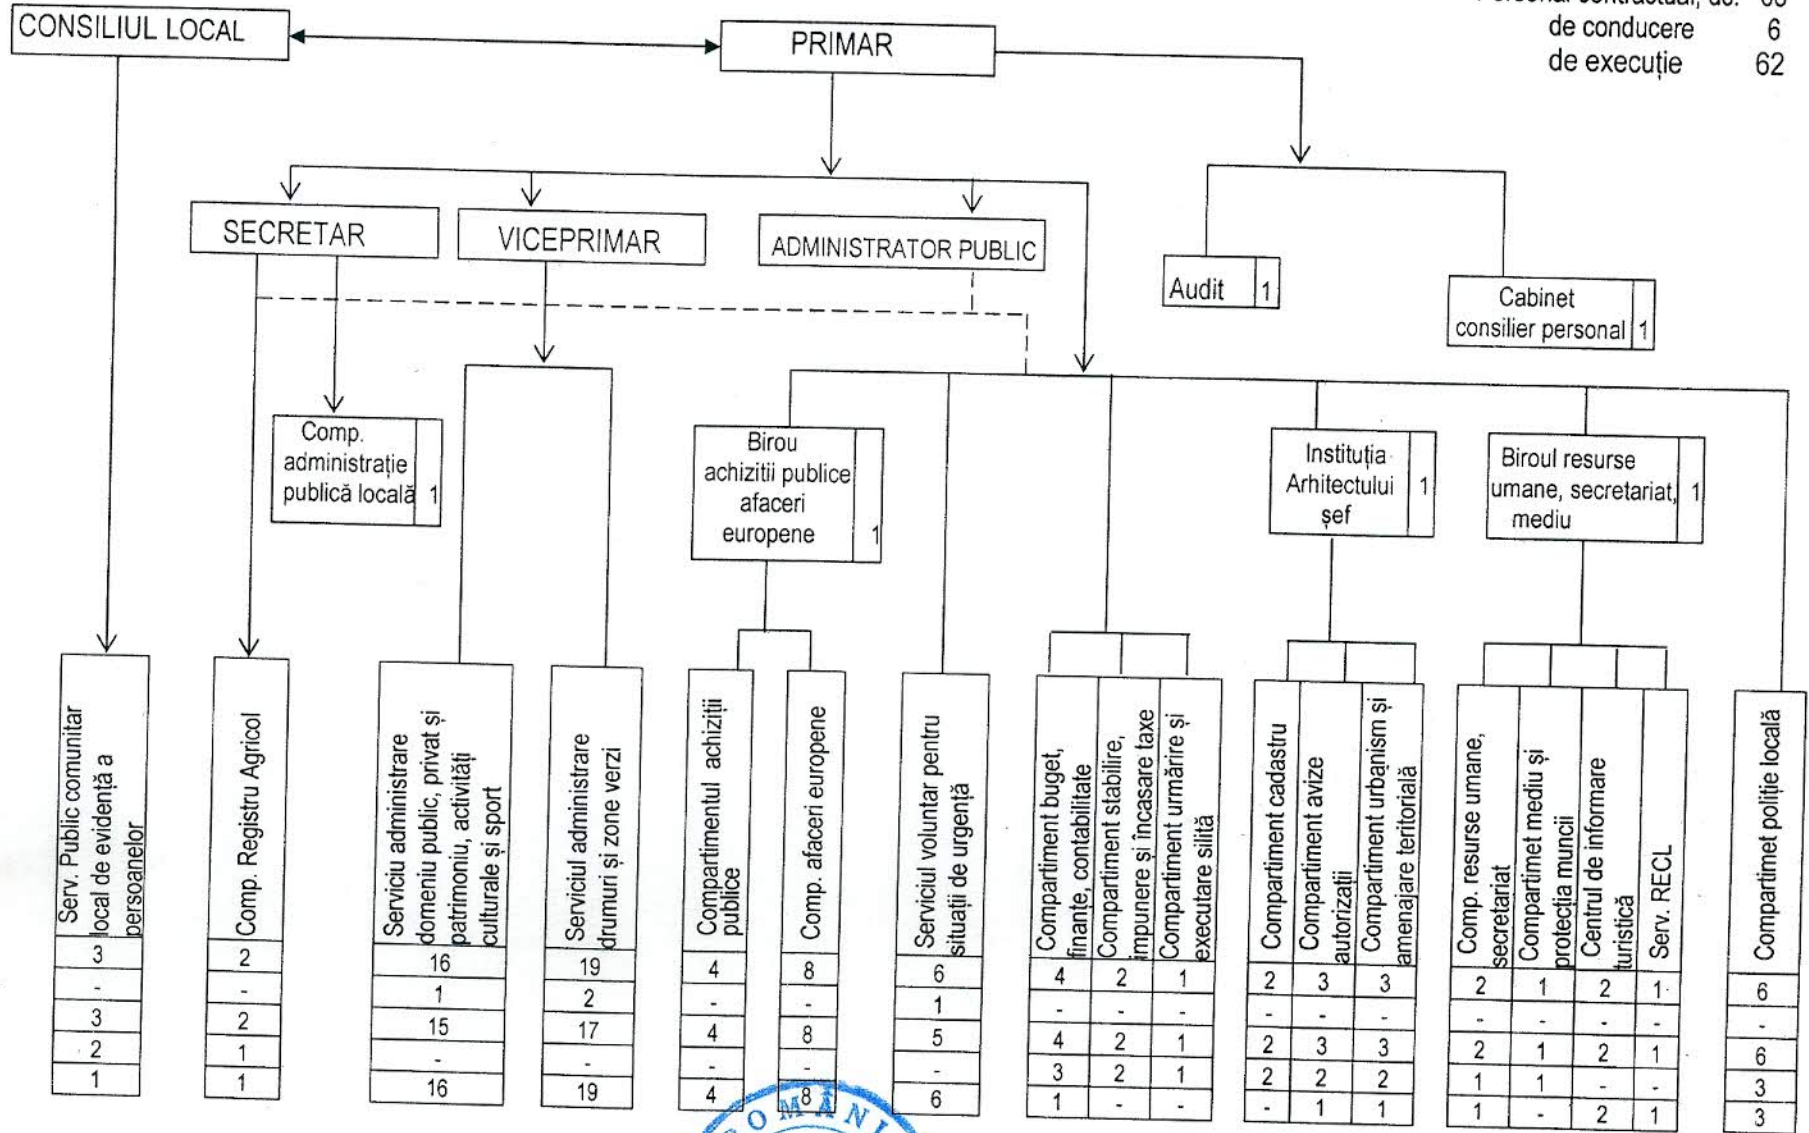 CONSILIUL LOCAL
PRIMAR
de conducere 6
de execuție 62
SECRETAR
VICEPRIMAR
ADMINISTRATOR PUBLIC
Audit 1
Cabinet
consilier personal 1
Comp.
administrație
publică locală 1
Birou
achizitii publice
afaceri
europene 1
Instituția
Arhitectului 1
șef
Biroul resurse
umane, secretariat, 1
mediu
Serv. Public comunitar
local de evidență a
persoanelor
3
-
3
2
1
Comp. Registru Agricol
2
-
2
1
1
Serviciu administrare
domeniu public, privat și
patrimoniu, activități
culturale și sport
16
1
15
-
16
Serviciul administrare
drumuri și zone verzi
19
2
17
-
19
Compartimentul achiziții
publice
4
-
4
-
4
Comp. afaceri europene
8
-
8
-
8
Serviciul voluntar pentru
situații de urgență
6
1
5
-
6
Compartiment buget,
finante, contabilitate
4
-
4
3
1
Compartiment stabilire,
impunere și încasare taxe
2
-
2
2
-
Compartiment urmărire și
executare silită
1
-
1
1
-
Compartiment cadastru
2
-
2
2
-
Compartiment avize
autorizații
3
-
3
2
1
Compartiment urbanism și
amenajare teritorială
3
-
3
2
1
Comp. resurse umane,
secretariat
2
-
2
1
1
Compartimet mediu și
protecția muncii
1
-
1
1
-
Centrul de informare
turistică
2
-
2
-
2
Serv. RECL
1
-
1
-
1
Compartimet poliție locală
6
-
6
3
3